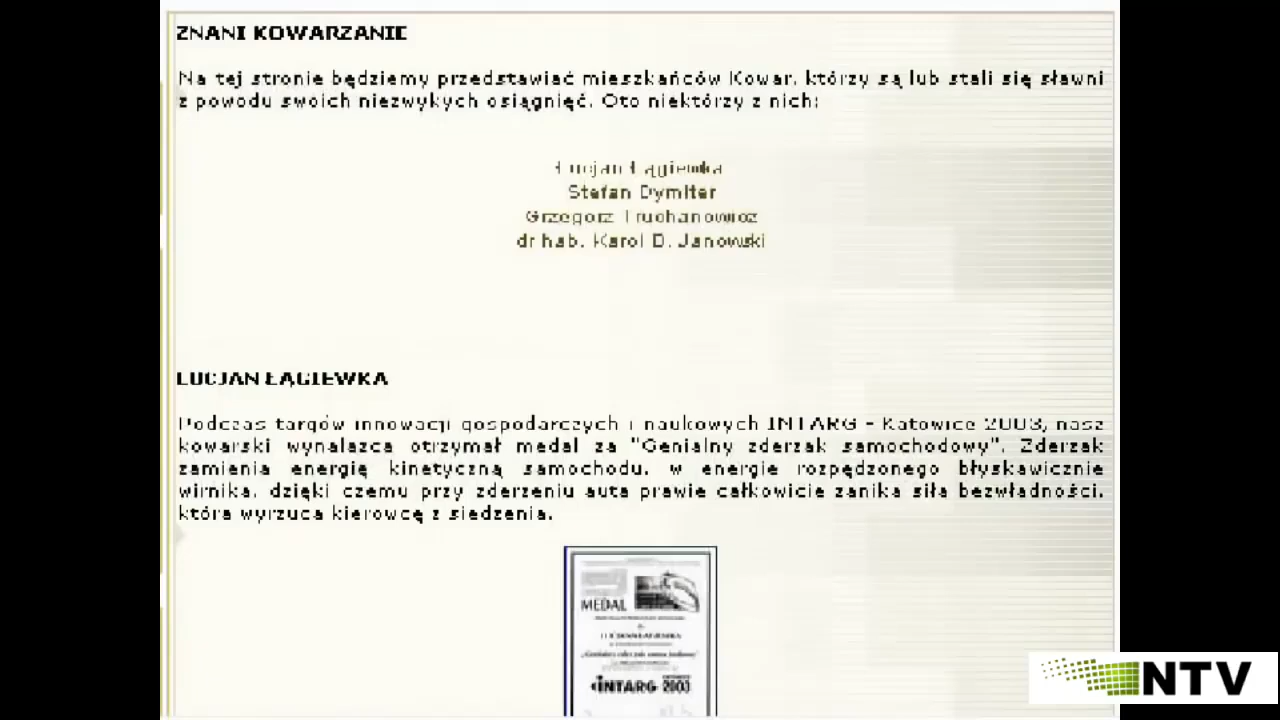 ZNANI KOWARZANIE
Na tej stronie będziemy przedstawiać mieszkańców Kowar, którzy są lub stali się sławni
z powodu swoich niezwykych osiągnięć. Oto niektórzy z nich:
Łucjan Łągiewka
Stefan Dymiter
Grzegorz Truchanowicz
dr hab. Karol D. Janowski
LUCJAN ŁĄGIEWKA
Podczas targów innowacji gospodarczych i naukowych INTARG - Katowice 2003, nasz
kowarski wynalazca otrzymał medal za "Genialny zderzak samochodowy". Zderzak
zamienia energię kinetyczną samochodu, w energie rozpędzonego błyskawicznie
wirnika, dzięki czemu przy zderzeniu auta prawie całkowicie zanika siła bezwładności,
która wyrzuca kierowcę z siedzenia.
MEDAL
INTARG 2003
NTV